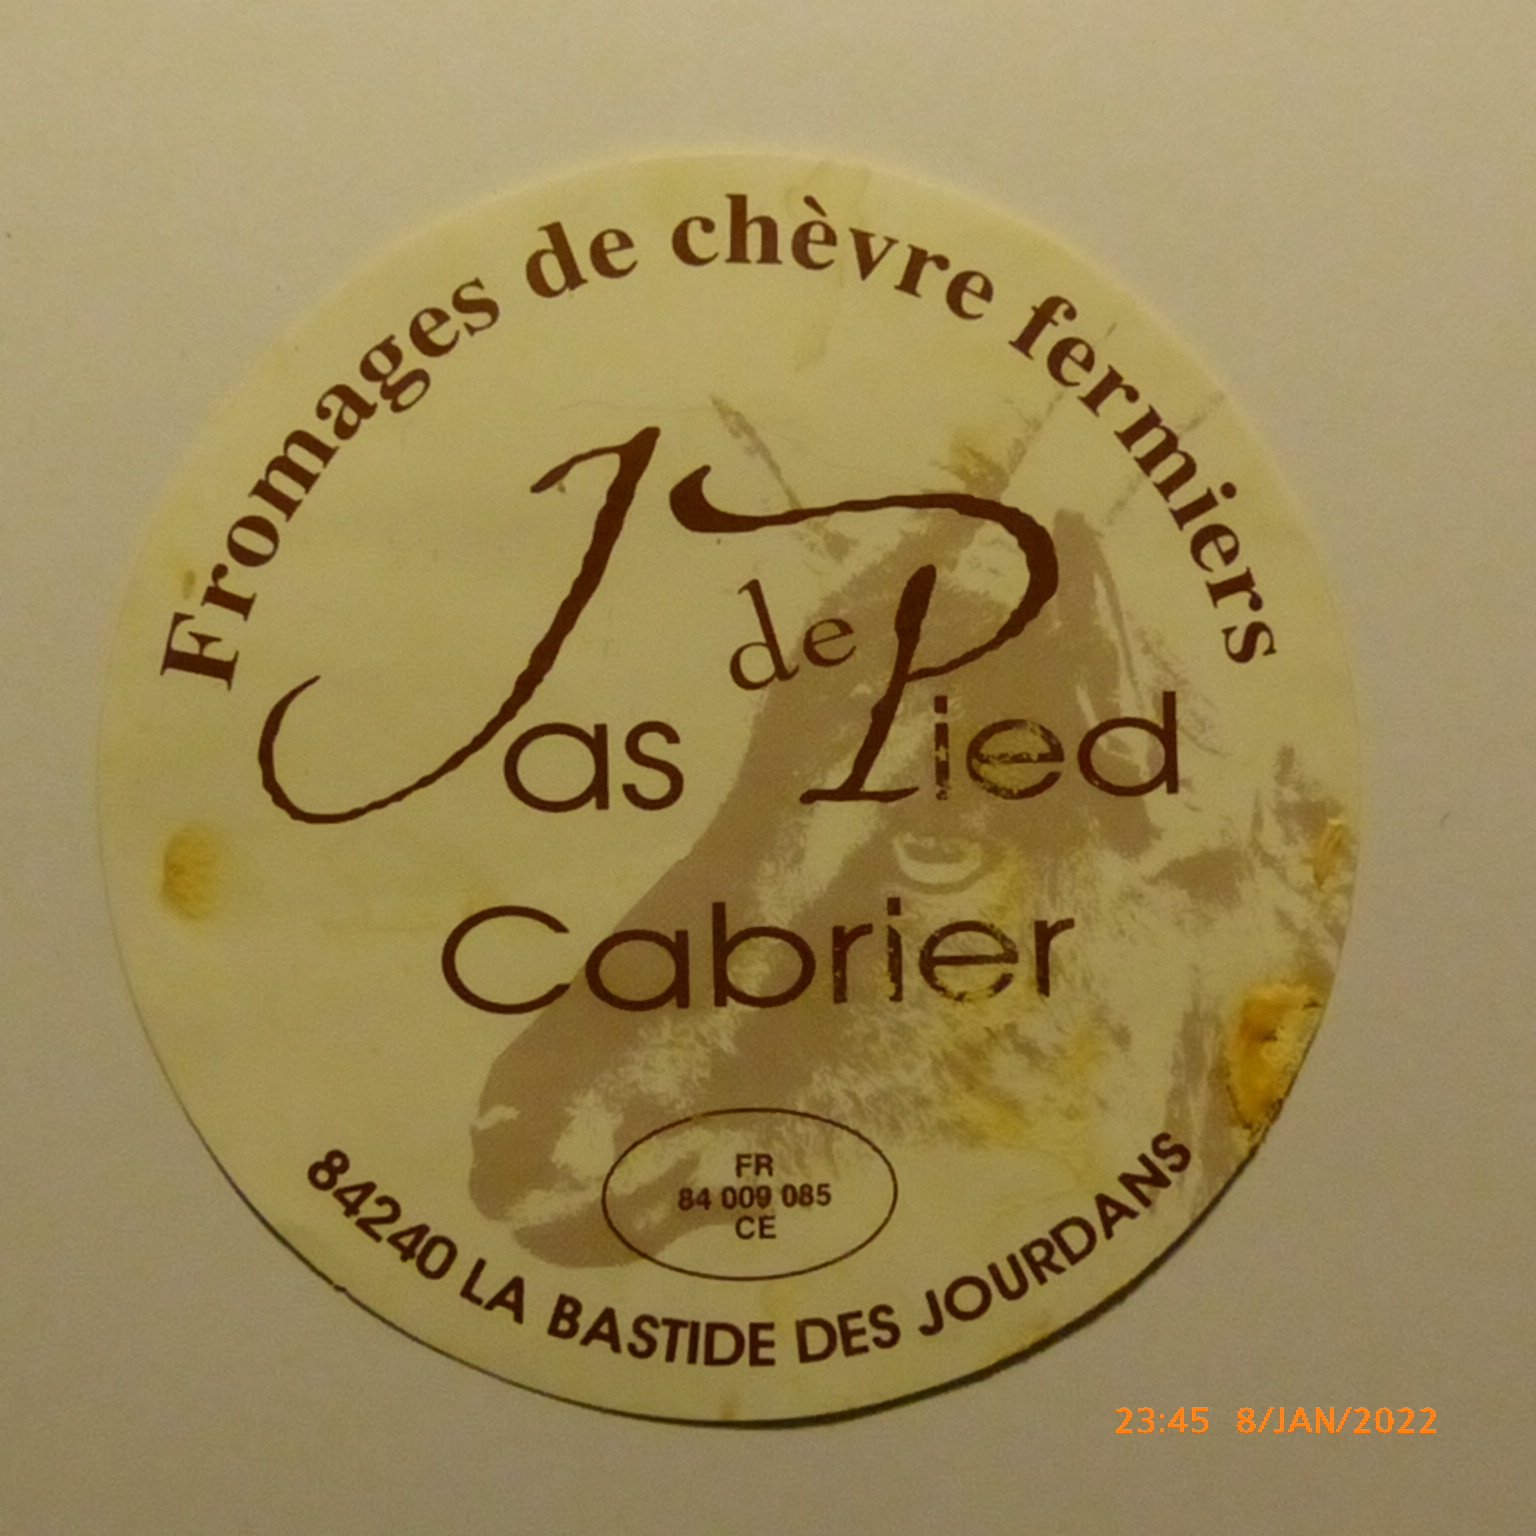 Fromages de chèvre fermiers
Jas de Pied
Cabrier
FR
84 009 085
CE
84240 LA BASTIDE DES JOURDANS
23:45 8/JAN/2022